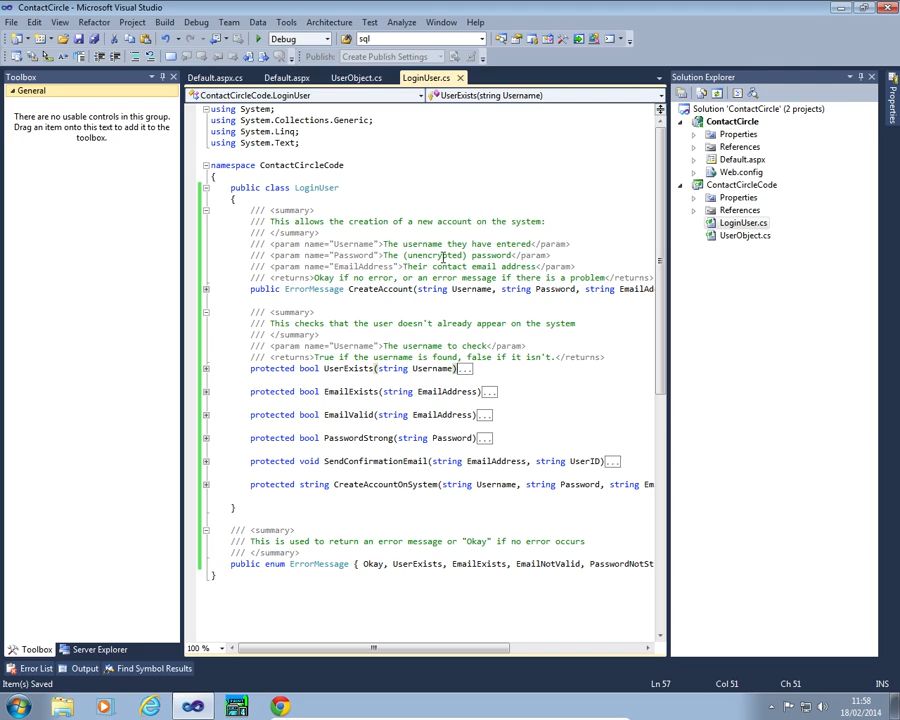 ContactCircle - Microsoft Visual Studio
File Edit View Refactor Project Build Debug Team Data Tools Architecture Test Analyze Window Help
Debug sql
Publish: Create Publish Settings
Toolbox
General
There are no usable controls in this group.
Drag an item onto this text to add it to the
toolbox.
Default.aspx.cs Default.aspx UserObject.cs LoginUser.cs
ContactCircleCode.LoginUser UserExists(string Username)
using System;
using System.Collections.Generic;
using System.Linq;
using System.Text;
namespace ContactCircleCode
{
public class LoginUser
{
/// <summary>
/// This allows the creation of a new account on the system:
/// </summary>
/// <param name="Username">The username they have entered</param>
/// <param name="Password">The (unencrypted) password</param>
/// <param name="EmailAddress">Their contact email address</param>
/// <returns>Okay if no error, or an error message if there is a problem</returns>
public ErrorMessage CreateAccount(string Username, string Password, string EmailAd
/// <summary>
/// This checks that the user doesn't already appear on the system
/// </summary>
/// <param name="Username">The username to check</param>
/// <returns>True if the username is found, false if it isn't.</returns>
protected bool UserExists(string Username)...
protected bool EmailExists(string EmailAddress)...
protected bool EmailValid(string EmailAddress)...
protected bool PasswordStrong(string Password)...
protected void SendConfirmationEmail(string EmailAddress, string UserID)...
protected string CreateAccountOnSystem(string Username, string Password, string Em
}
/// <summary>
/// This is used to return an error message or "Okay" if no error occurs
/// </summary>
public enum ErrorMessage { Okay, UserExists, EmailExists, EmailNotValid, PasswordNotSt
}
100 %
Solution Explorer
Solution 'ContactCircle' (2 projects)
ContactCircle
Properties
References
Default.aspx
Web.config
ContactCircleCode
Properties
References
LoginUser.cs
UserObject.cs
Properties
Toolbox Server Explorer
Error List Output Find Symbol Results
Item(s) Saved Ln 57 Col 51 Ch 51 INS
11:58
18/02/2014